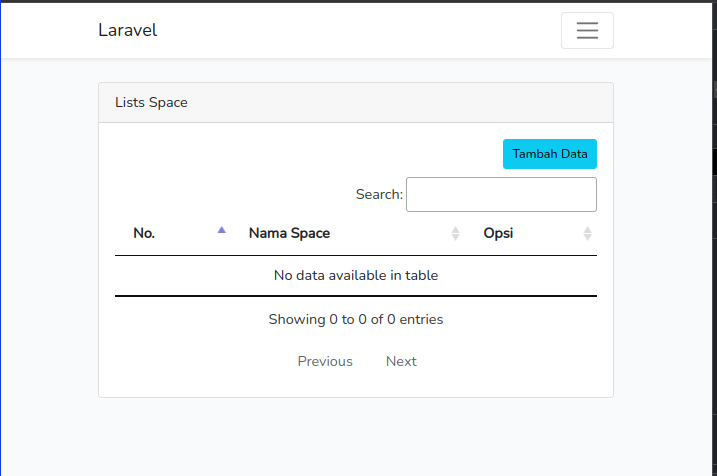 Laravel
Lists Space
Tambah Data
Search:
No. Nama Space Opsi
No data available in table
Showing 0 to 0 of 0 entries
Previous Next